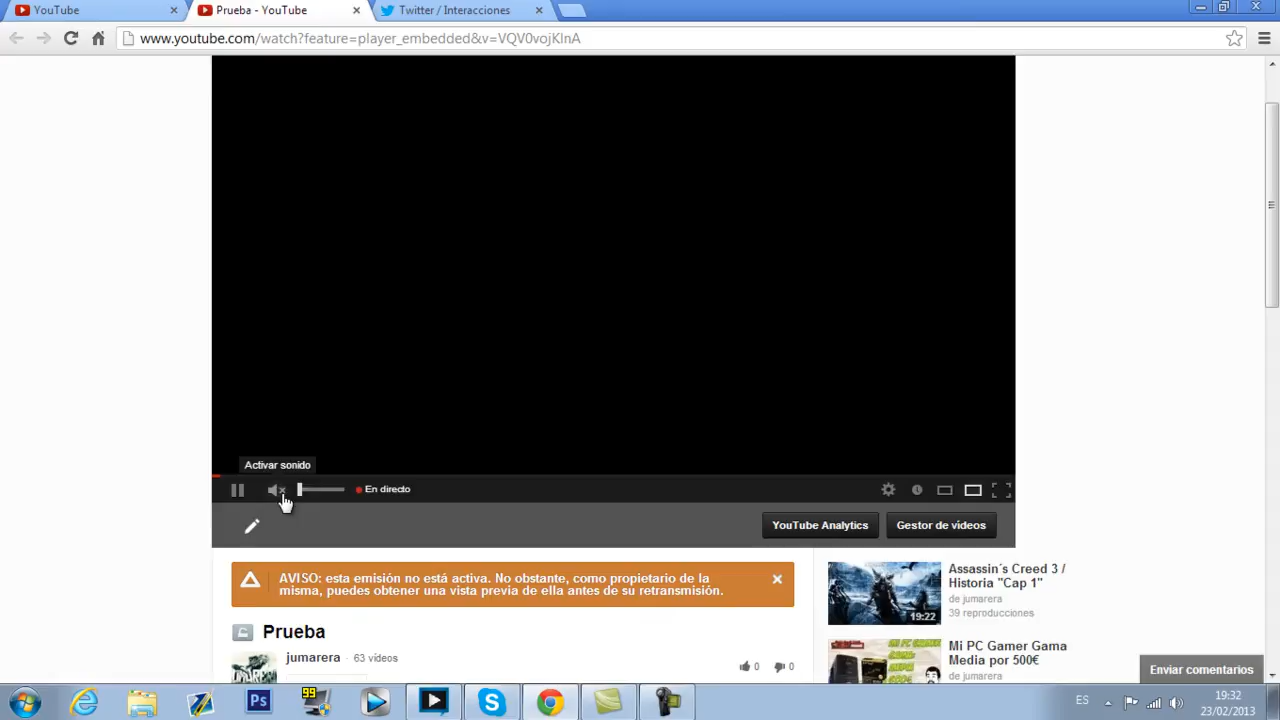 YouTube
Prueba - YouTube
Twitter / Interacciones
www.youtube.com/watch?feature=player_embedded&v=VQV0vojKlnA
Activar sonido
En directo
YouTube Analytics
Gestor de vídeos
AVISO: esta emisión no está activa. No obstante, como propietario de la
misma, puedes obtener una vista previa de ella antes de su retransmisión.
Prueba
jumarera · 63 vídeos
0
0
Assassin´s Creed 3 /
Historia "Cap 1"
de jumarera
39 reproducciones
19:22
Mi PC Gamer Gama
Media por 500€
de jumarera
Enviar comentarios
99
Ps
ES
19:32
23/02/2013